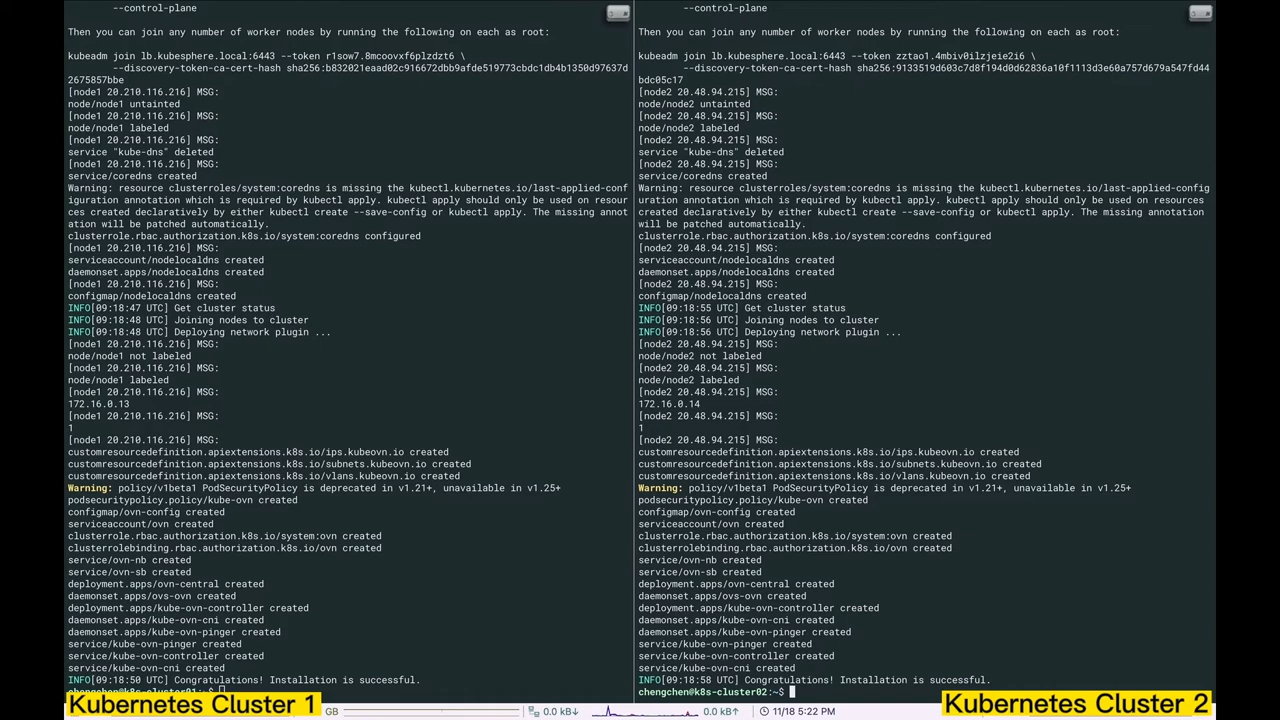 --control-plane
Then you can join any number of worker nodes by running the following on each as root:
kubeadm join lb.kubesphere.local:6443 --token r1sow7.8mcoovxf6plzdzt6 \
--discovery-token-ca-cert-hash sha256:b832021eaad02c916672dbb9afde519773cbdc1db4b1350d97637d
2675857bbe
[node1 20.210.116.216] MSG:
node/node1 untainted
[node1 20.210.116.216] MSG:
node/node1 labeled
[node1 20.210.116.216] MSG:
service "kube-dns" deleted
[node1 20.210.116.216] MSG:
service/coredns created
Warning: resource clusterroles/system:coredns is missing the kubectl.kubernetes.io/last-applied-conf
iguration annotation which is required by kubectl apply. kubectl apply should only be used on resour
ces created declaratively by either kubectl create --save-config or kubectl apply. The missing annot
ation will be patched automatically.
clusterrole.rbac.authorization.k8s.io/system:coredns configured
[node1 20.210.116.216] MSG:
serviceaccount/nodelocaldns created
daemonset.apps/nodelocaldns created
[node1 20.210.116.216] MSG:
configmap/nodelocaldns created
INFO[09:18:47 UTC] Get cluster status
INFO[09:18:48 UTC] Joining nodes to cluster
INFO[09:18:48 UTC] Deploying network plugin ...
[node1 20.210.116.216] MSG:
node/node1 not labeled
[node1 20.210.116.216] MSG:
node/node1 labeled
[node1 20.210.116.216] MSG:
172.16.0.13
[node1 20.210.116.216] MSG:
1
[node1 20.210.116.216] MSG:
customresourcedefinition.apiextensions.k8s.io/ips.kubeovn.io created
customresourcedefinition.apiextensions.k8s.io/subnets.kubeovn.io created
customresourcedefinition.apiextensions.k8s.io/vlans.kubeovn.io created
Warning: policy/v1beta1 PodSecurityPolicy is deprecated in v1.21+, unavailable in v1.25+
podsecuritypolicy.policy/kube-ovn created
configmap/ovn-config created
serviceaccount/ovn created
clusterrole.rbac.authorization.k8s.io/system:ovn created
clusterrolebinding.rbac.authorization.k8s.io/ovn created
service/ovn-nb created
service/ovn-sb created
deployment.apps/ovn-central created
daemonset.apps/ovs-ovn created
deployment.apps/kube-ovn-controller created
daemonset.apps/kube-ovn-cni created
daemonset.apps/kube-ovn-pinger created
service/kube-ovn-pinger created
service/kube-ovn-controller created
service/kube-ovn-cni created
INFO[09:18:50 UTC] Congratulations! Installation is successful.
chengchen@k8s-cluster01:~$
Kubernetes Cluster 1
--control-plane
Then you can join any number of worker nodes by running the following on each as root:
kubeadm join lb.kubesphere.local:6443 --token zztao1.4mbiv0ilzjeie2i6 \
--discovery-token-ca-cert-hash sha256:9133519d603c7d8f194d0d62836a10f1113d3e60a757d679a547fd44
bdc05c17
[node2 20.48.94.215] MSG:
node/node2 untainted
[node2 20.48.94.215] MSG:
node/node2 labeled
[node2 20.48.94.215] MSG:
service "kube-dns" deleted
[node2 20.48.94.215] MSG:
service/coredns created
Warning: resource clusterroles/system:coredns is missing the kubectl.kubernetes.io/last-applied-config
uration annotation which is required by kubectl apply. kubectl apply should only be used on resources
created declaratively by either kubectl create --save-config or kubectl apply. The missing annotation
will be patched automatically.
clusterrole.rbac.authorization.k8s.io/system:coredns configured
[node2 20.48.94.215] MSG:
serviceaccount/nodelocaldns created
daemonset.apps/nodelocaldns created
[node2 20.48.94.215] MSG:
configmap/nodelocaldns created
INFO[09:18:55 UTC] Get cluster status
INFO[09:18:56 UTC] Joining nodes to cluster
INFO[09:18:56 UTC] Deploying network plugin ...
[node2 20.48.94.215] MSG:
node/node2 not labeled
[node2 20.48.94.215] MSG:
node/node2 labeled
[node2 20.48.94.215] MSG:
172.16.0.14
[node2 20.48.94.215] MSG:
1
[node2 20.48.94.215] MSG:
customresourcedefinition.apiextensions.k8s.io/ips.kubeovn.io created
customresourcedefinition.apiextensions.k8s.io/subnets.kubeovn.io created
customresourcedefinition.apiextensions.k8s.io/vlans.kubeovn.io created
Warning: policy/v1beta1 PodSecurityPolicy is deprecated in v1.21+, unavailable in v1.25+
podsecuritypolicy.policy/kube-ovn created
configmap/ovn-config created
serviceaccount/ovn created
clusterrole.rbac.authorization.k8s.io/system:ovn created
clusterrolebinding.rbac.authorization.k8s.io/ovn created
service/ovn-nb created
service/ovn-sb created
deployment.apps/ovn-central created
daemonset.apps/ovs-ovn created
deployment.apps/kube-ovn-controller created
daemonset.apps/kube-ovn-cni created
daemonset.apps/kube-ovn-pinger created
service/kube-ovn-pinger created
service/kube-ovn-controller created
service/kube-ovn-cni created
INFO[09:18:58 UTC] Congratulations! Installation is successful.
chengchen@k8s-cluster02:~$
Kubernetes Cluster 2
GB 0.0 kB↓ 0.0 kB↑ 11/18 5:22 PM